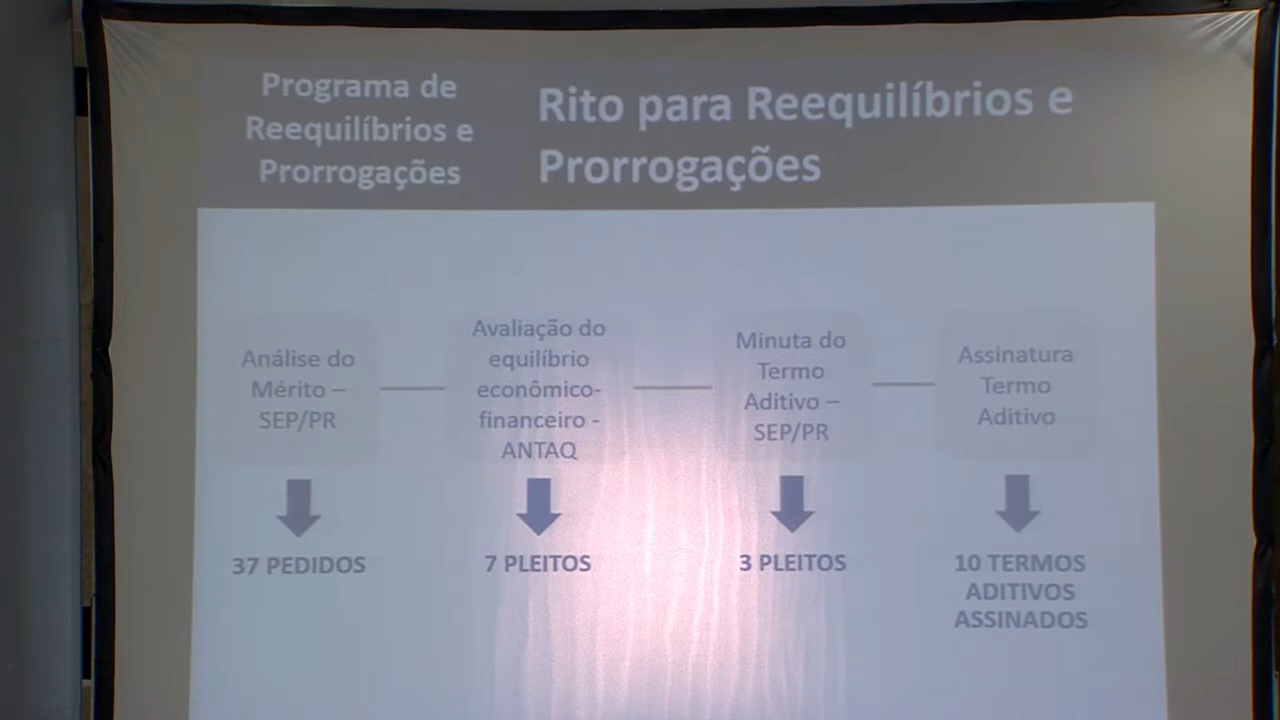 Programa de
Reequilíbrios e
Prorrogações
Rito para Reequilíbrios e
Prorrogações
Análise do
Mérito –
SEP/PR
Avaliação do
equilíbrio
econômico-
financeiro -
ANTAQ
Minuta do
Termo
Aditivo –
SEP/PR
Assinatura
Termo
Aditivo
37 PEDIDOS
7 PLEITOS
3 PLEITOS
10 TERMOS
ADITIVOS
ASSINADOS